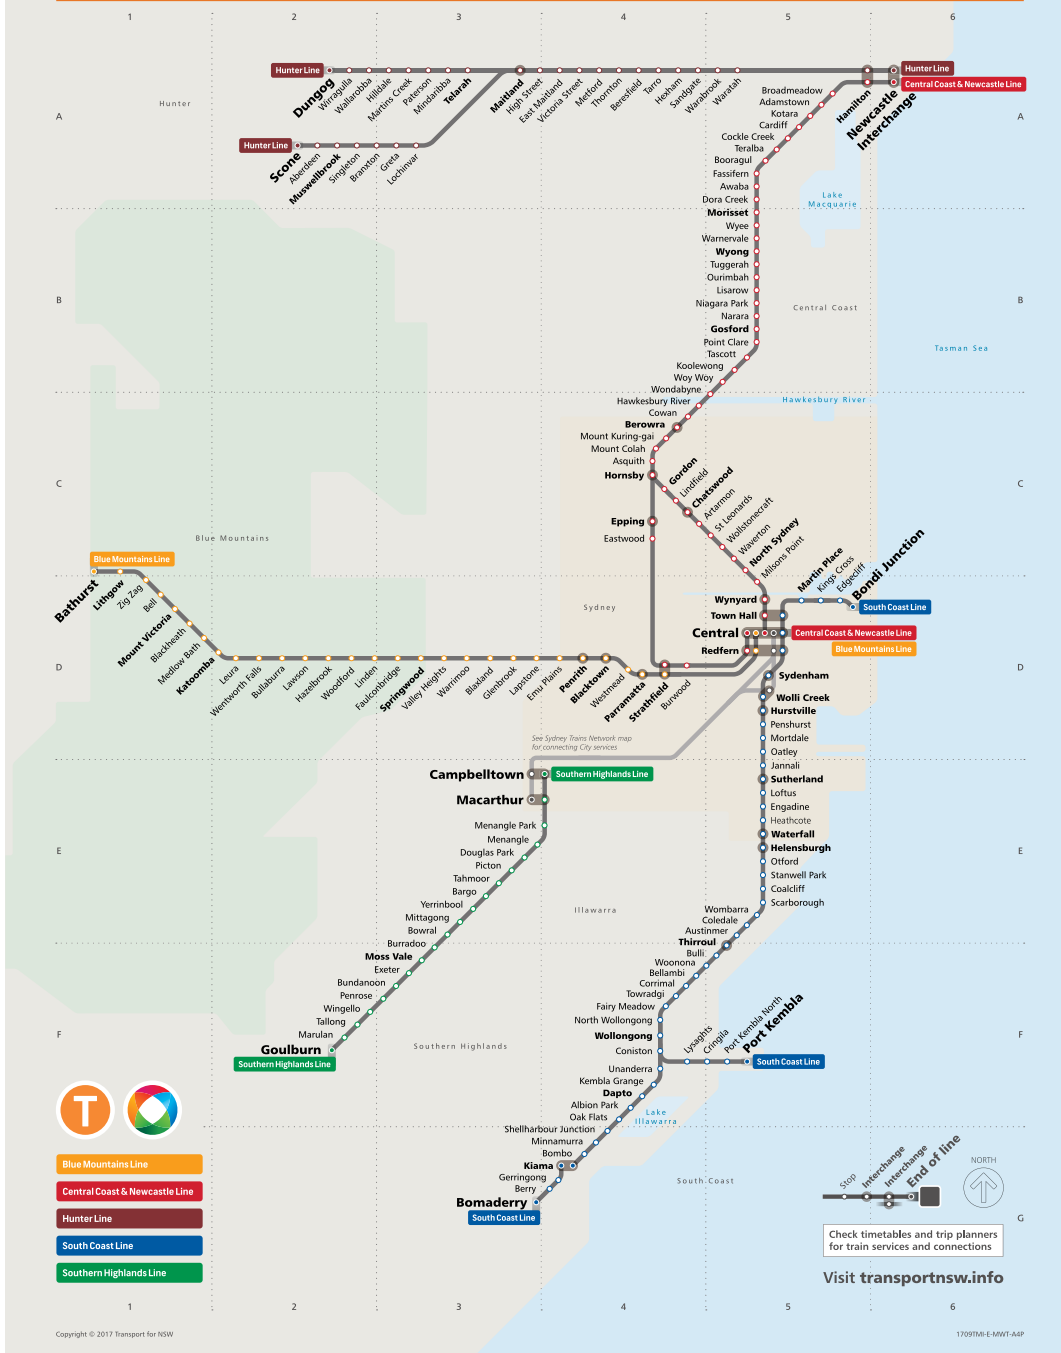 1 2 3 4 5 6
Hunter Line
Hunter Line
Central Coast & Newcastle Line
Dungog
Wirragulla
Wallarobba
Hilldale
Martins Creek
Paterson
Mindaribba
Telarah
Maitland
High Street
East Maitland
Victoria Street
Metford
Thornton
Beresfield
Tarro
Hexham
Sandgate
Warabrook
Waratah
Hamilton
Newcastle
Interchange
Hunter
A
A
Hunter Line
Scone
Aberdeen
Muswellbrook
Singleton
Branxton
Greta
Lochinvar
Broadmeadow
Adamstown
Kotara
Cardiff
Cockle Creek
Teralba
Booragul
Fassifern
Awaba
Dora Creek
Morisset
Wyee
Warnervale
Wyong
Tuggerah
Ourimbah
Lisarow
Niagara Park
Narara
Gosford
Point Clare
Tascott
Koolewong
Woy Woy
Wondabyne
Hawkesbury River
Cowan
Berowra
Mount Kuring-gai
Mount Colah
Asquith
Hornsby
Lake
Macquarie
B
B
Central Coast
Tasman Sea
Hawkesbury River
C
C
Gordon
Lindfield
Chatswood
Artarmon
St Leonards
Wollstonecraft
Waverton
North Sydney
Milsons Point
Epping
Eastwood
Wynyard
Town Hall
Central
Redfern
Martin Place
Kings Cross
Edgecliff
Bondi Junction
South Coast Line
Central Coast & Newcastle Line
Blue Mountains Line
Blue Mountains
Sydney
Blue Mountains Line
Bathurst
Lithgow
Zig Zag
Bell
Mount Victoria
Blackheath
Medlow Bath
Katoomba
Leura
Wentworth Falls
Bullaburra
Lawson
Hazelbrook
Woodford
Linden
Faulconbridge
Springwood
Valley Heights
Warrimoo
Blaxland
Glenbrook
Lapstone
Emu Plains
Penrith
Blacktown
Westmead
Parramatta
Strathfield
Burwood
D
D
See Sydney Trains Network map
for connecting City services
Sydenham
Wolli Creek
Hurstville
Penshurst
Mortdale
Oatley
Jannali
Sutherland
Loftus
Engadine
Heathcote
Waterfall
Helensburgh
Otford
Stanwell Park
Coalcliff
Scarborough
Wombarra
Coledale
Austinmer
Thirroul
Bulli
Woonona
Bellambi
Corrimal
Towradgi
Fairy Meadow
North Wollongong
Wollongong
Coniston
Lysaghts
Cringila
Port Kembla North
Port Kembla
South Coast Line
Unanderra
Kembla Grange
Dapto
Albion Park
Oak Flats
Shellharbour Junction
Minnamurra
Bombo
Kiama
Gerringong
Berry
Bomaderry
South Coast Line
Campbelltown
Southern Highlands Line
Macarthur
Menangle Park
Menangle
Douglas Park
Picton
Tahmoor
Bargo
Yerrinbool
Mittagong
Bowral
Burradoo
Moss Vale
Exeter
Bundanoon
Penrose
Wingello
Tallong
Marulan
Goulburn
Southern Highlands Line
E
E
Illawarra
F
F
Southern Highlands
Lake
Illawarra
South Coast
T
Blue Mountains Line
Central Coast & Newcastle Line
Hunter Line
South Coast Line
Southern Highlands Line
Stop
Interchange
Interchange
End of line
NORTH
G
Check timetables and trip planners
for train services and connections
Visit transportnsw.info
1 2 3 4 5 6
Copyright © 2017 Transport for NSW
1709TMI-E-MWT-A4P